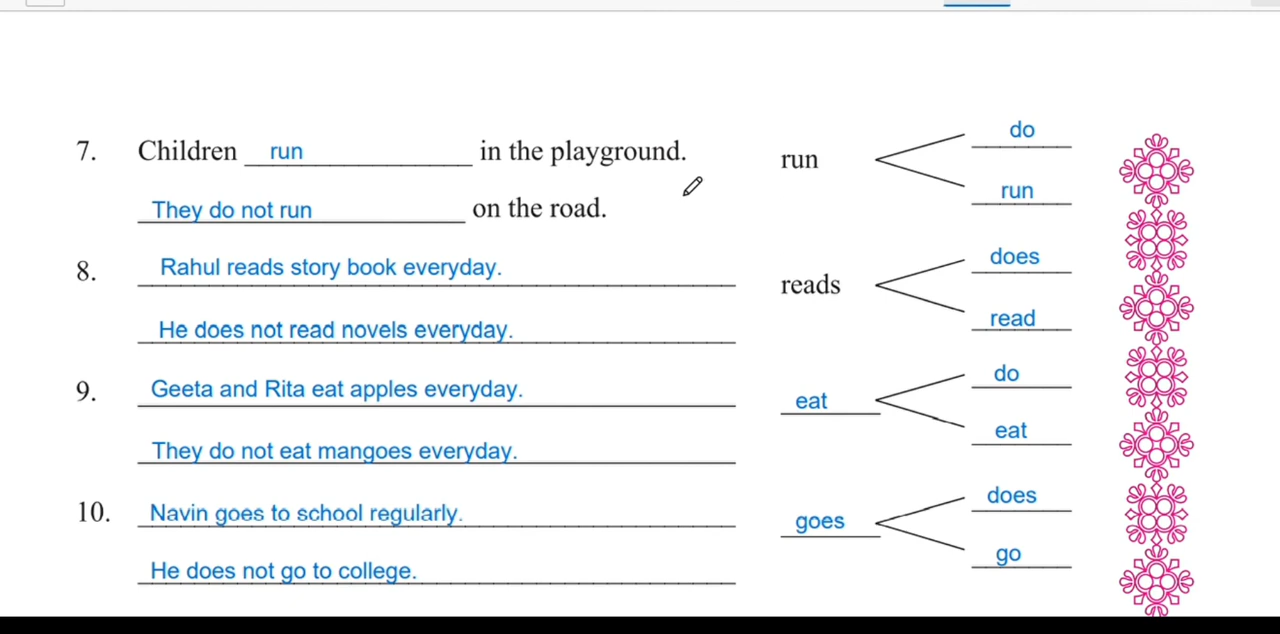 7. Children run in the playground. run do
They do not run on the road. run
8. Rahul reads story book everyday. reads does
He does not read novels everyday. read
9. Geeta and Rita eat apples everyday. eat do
They do not eat mangoes everyday. eat
10. Navin goes to school regularly. goes does
He does not go to college. go